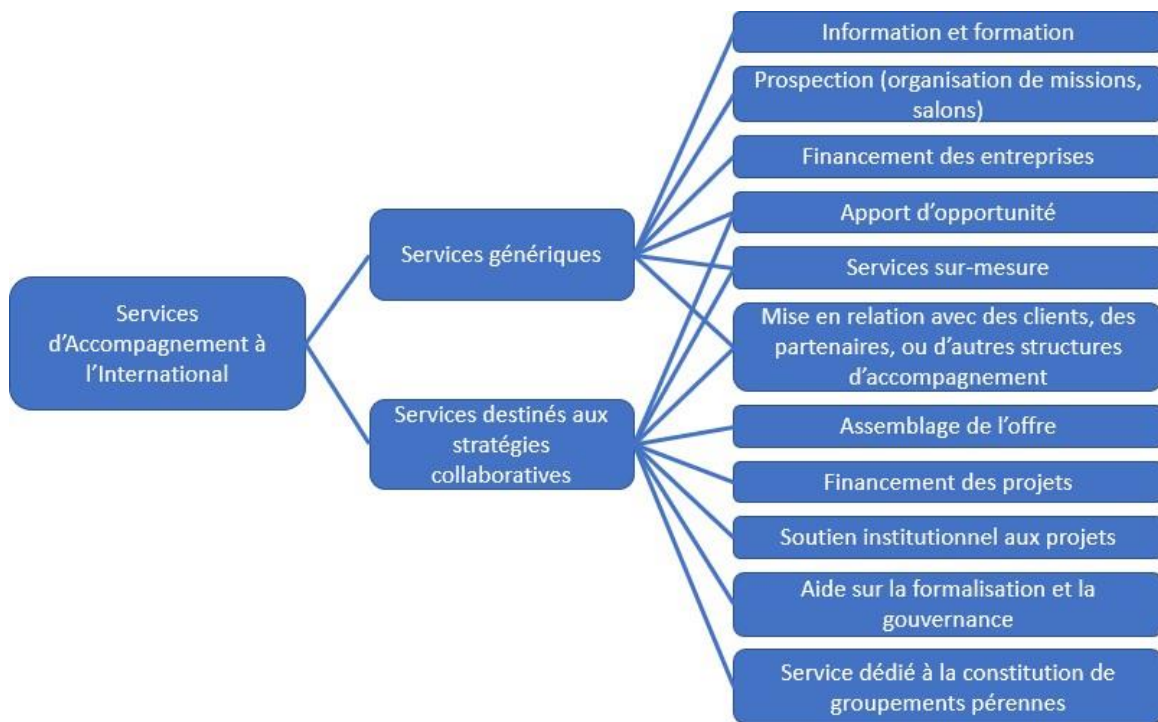 Services
d’Accompagnement à
l’International
Services génériques
Services destinés aux
stratégies
collaboratives
Information et formation
Prospection (organisation de missions,
salons)
Financement des entreprises
Apport d’opportunité
Services sur-mesure
Mise en relation avec des clients, des
partenaires, ou d’autres structures
d’accompagnement
Assemblage de l’offre
Financement des projets
Soutien institutionnel aux projets
Aide sur la formalisation et la
gouvernance
Service dédié à la constitution de
groupements pérennes